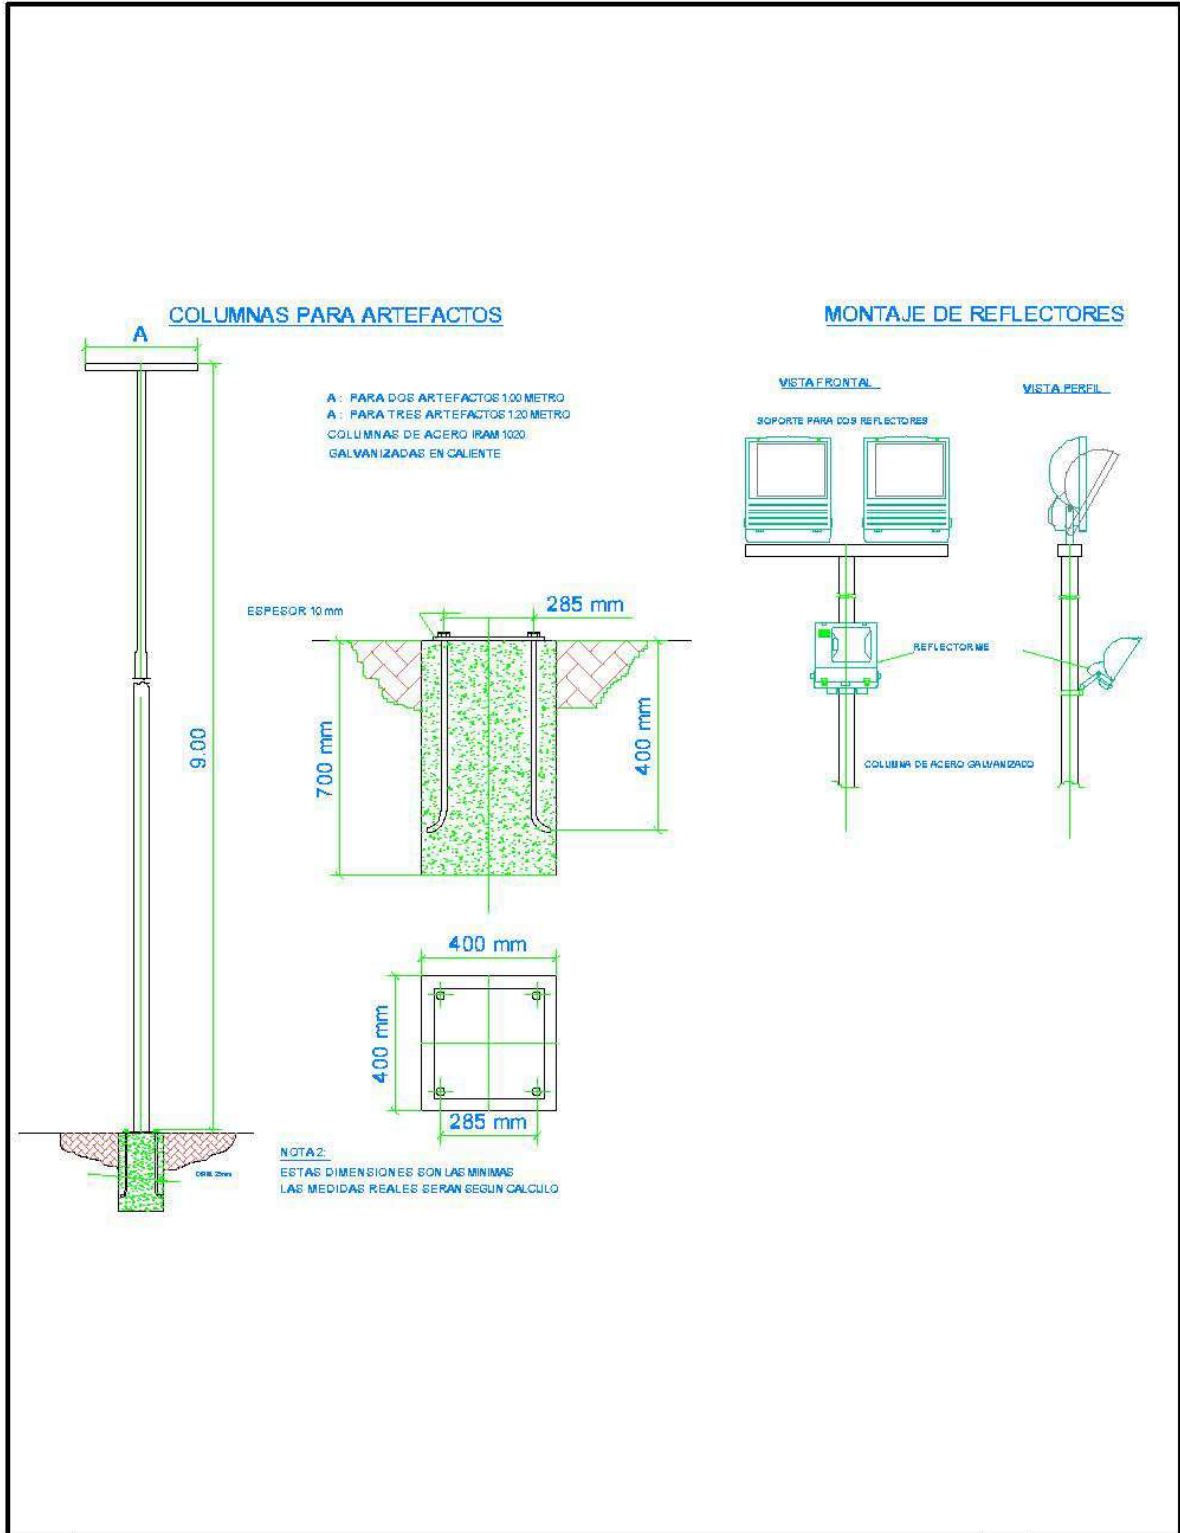 COLUMNAS PARA ARTEFACTOS
A
A : PARA DOS ARTEFACTOS 1.00 METRO
A : PARA TRES ARTEFACTOS 1.20 METRO
COLUMNAS DE ACERO IRAM 1020
GALVANIZADAS EN CALIENTE
9.00
ESPESOR 10 mm
285 mm
700 mm
400 mm
400 mm
400 mm
285 mm
NOTA 2:
ESTAS DIMENSIONES SON LAS MINIMAS
LAS MEDIDAS REALES SERAN SEGUN CALCULO
MONTAJE DE REFLECTORES
VISTA FRONTAL
VISTA PERFIL
SOPORTE PARA DOS REFLECTORES
REFLECTOR ME
COLUMNA DE ACERO GALVANIZADO